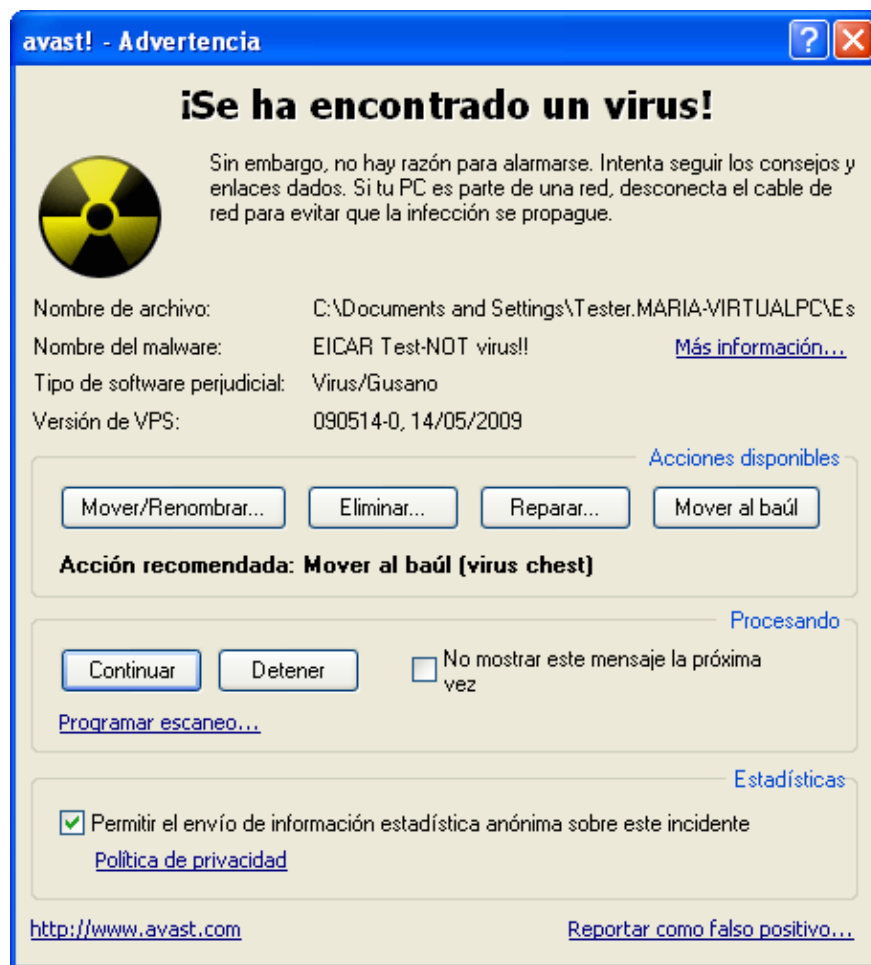 avast! - Advertencia
¡Se ha encontrado un virus!
Sin embargo, no hay razón para alarmarse. Intenta seguir los consejos y
enlaces dados. Si tu PC es parte de una red, desconecta el cable de
red para evitar que la infección se propague.
Nombre de archivo: C:\Documents and Settings\Tester.MARIA-VIRTUALPC\Es
Nombre del malware: EICAR Test-NOT virus!! Más información...
Tipo de software perjudicial: Virus/Gusano
Versión de VPS: 090514-0, 14/05/2009
Acciones disponibles
Mover/Renombrar... Eliminar... Reparar... Mover al baúl
Acción recomendada: Mover al baúl (virus chest)
Procesando
Continuar Detener No mostrar este mensaje la próxima
vez
Programar escaneo...
Estadísticas
Permitir el envío de información estadística anónima sobre este incidente
Política de privacidad
http://www.avast.com Reportar como falso positivo...